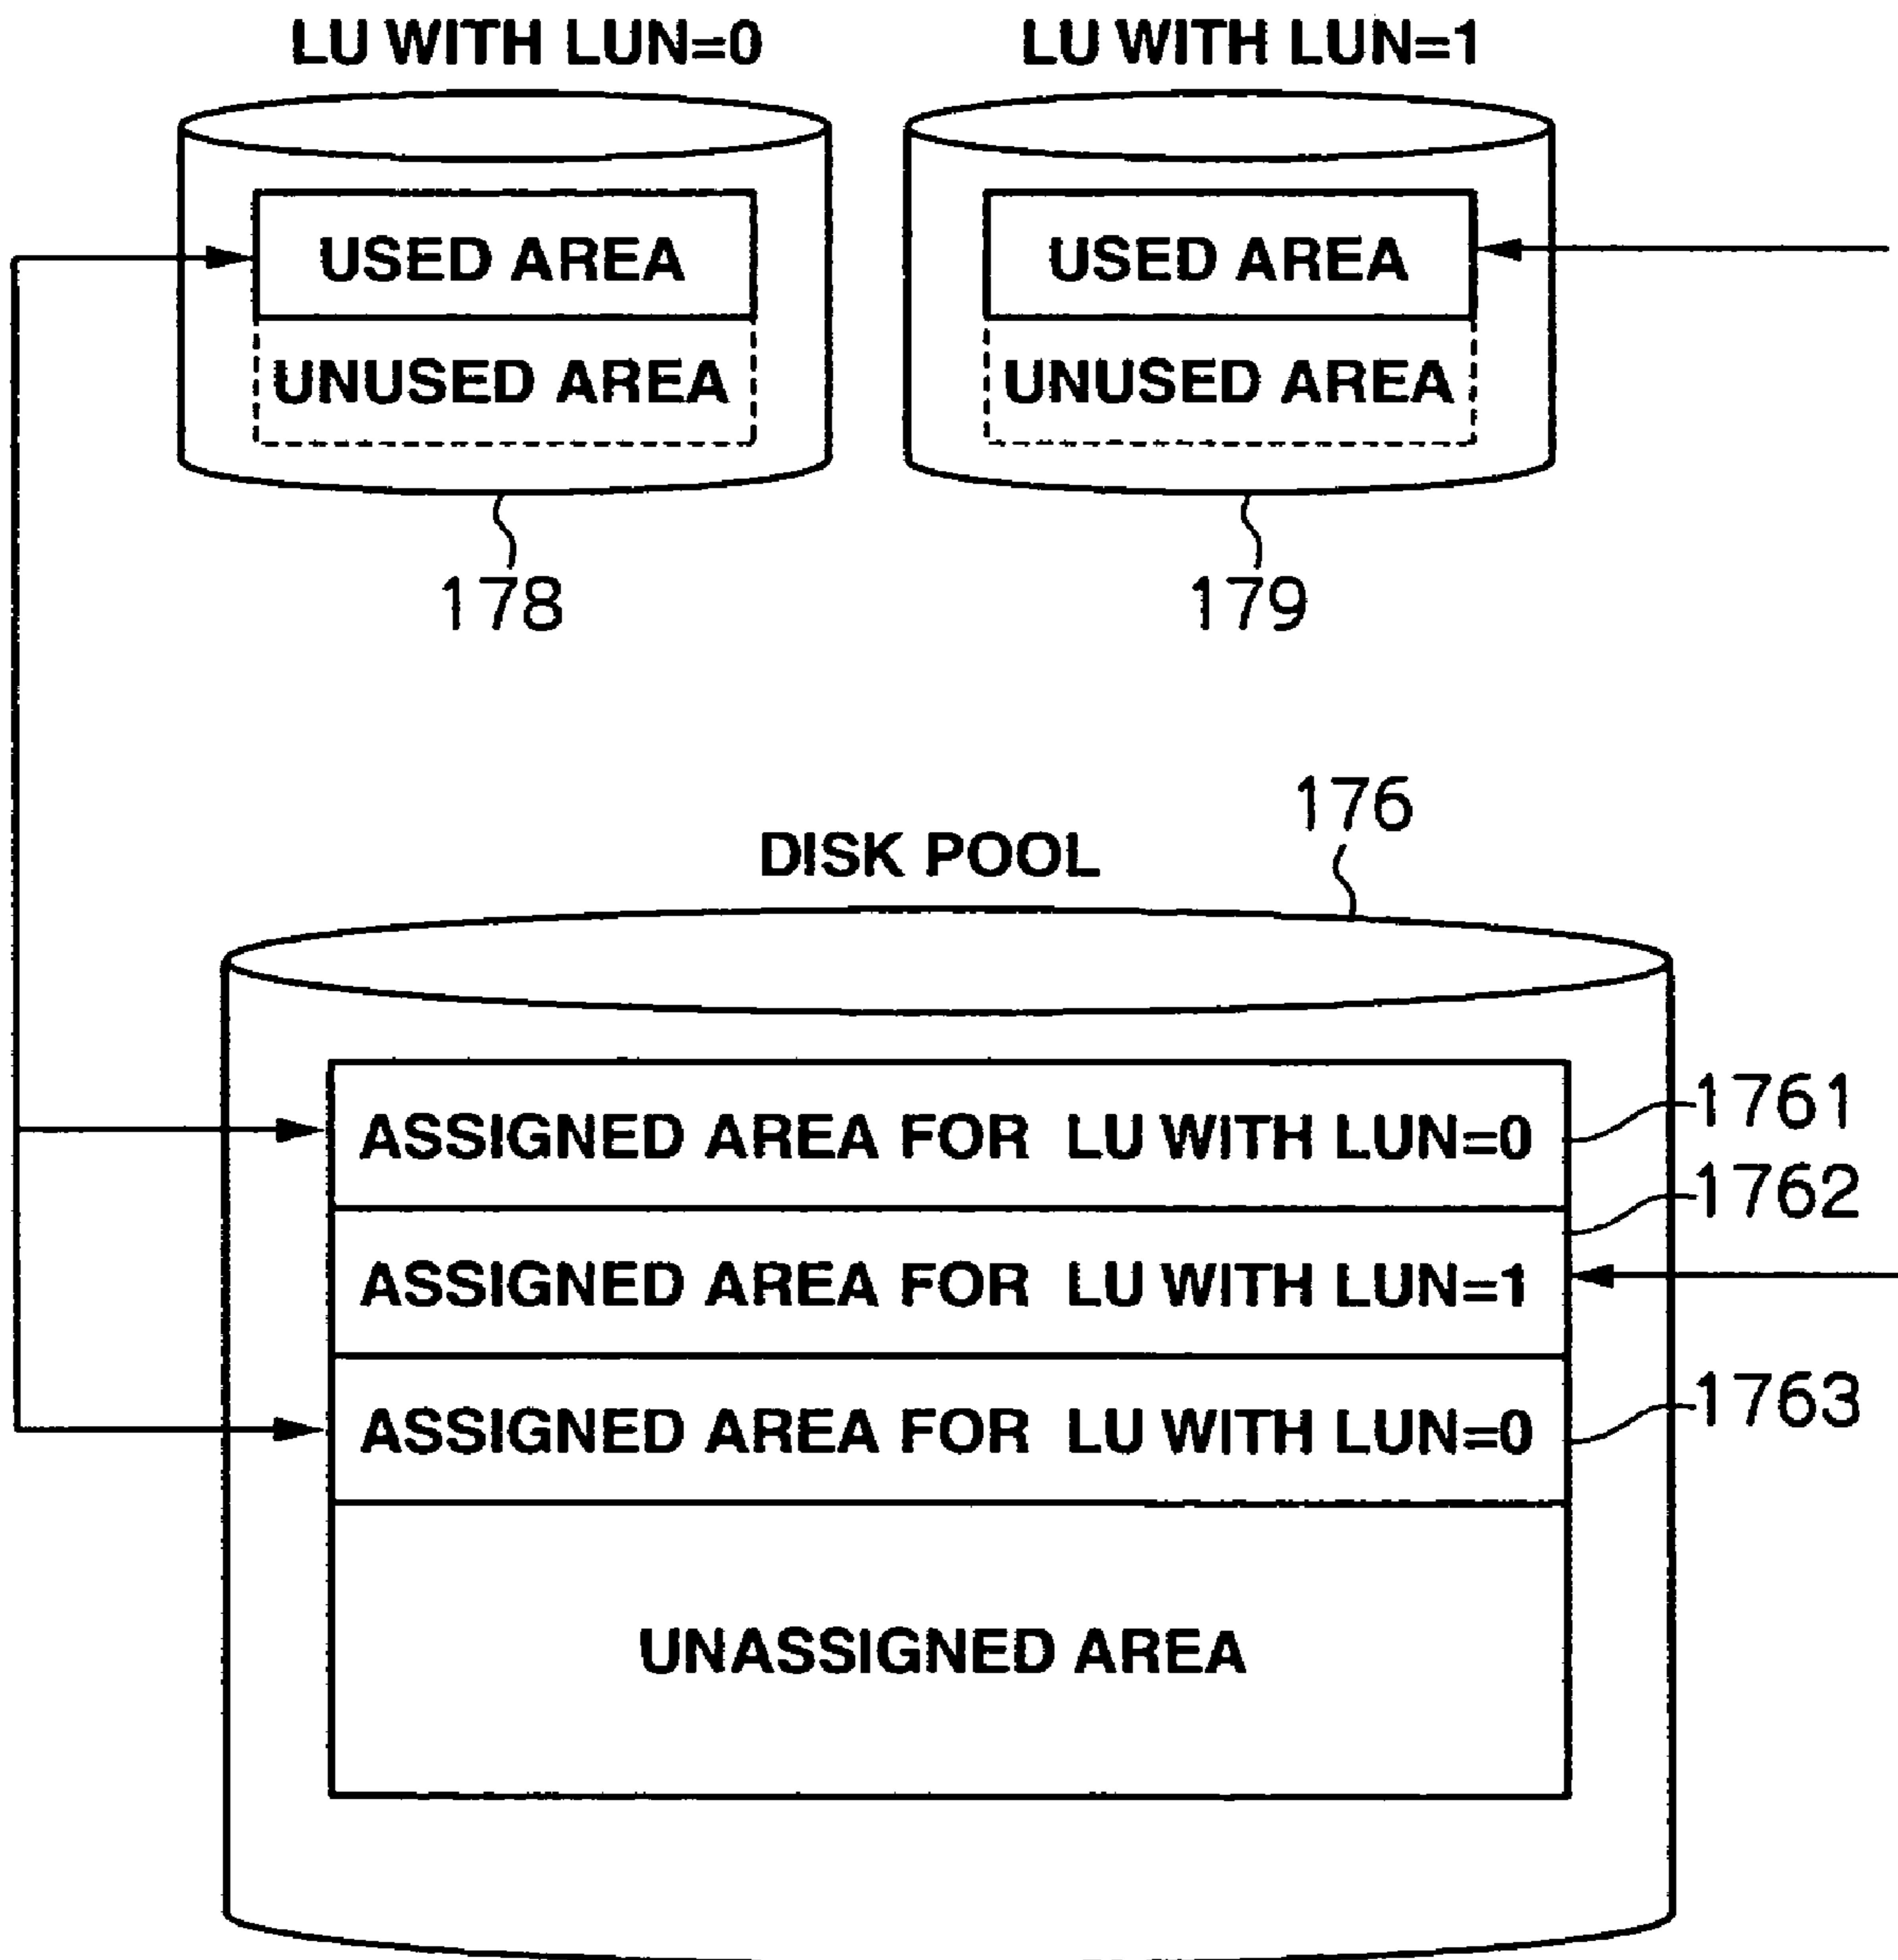 LU WITH LUN=0
LU WITH LUN=1
USED AREA
USED AREA
UNUSED AREA
UNUSED AREA
178
179
176
DISK POOL
ASSIGNED AREA FOR LU WITH LUN=0
1761
1762
ASSIGNED AREA FOR LU WITH LUN=1
ASSIGNED AREA FOR LU WITH LUN=0
1763
UNASSIGNED AREA